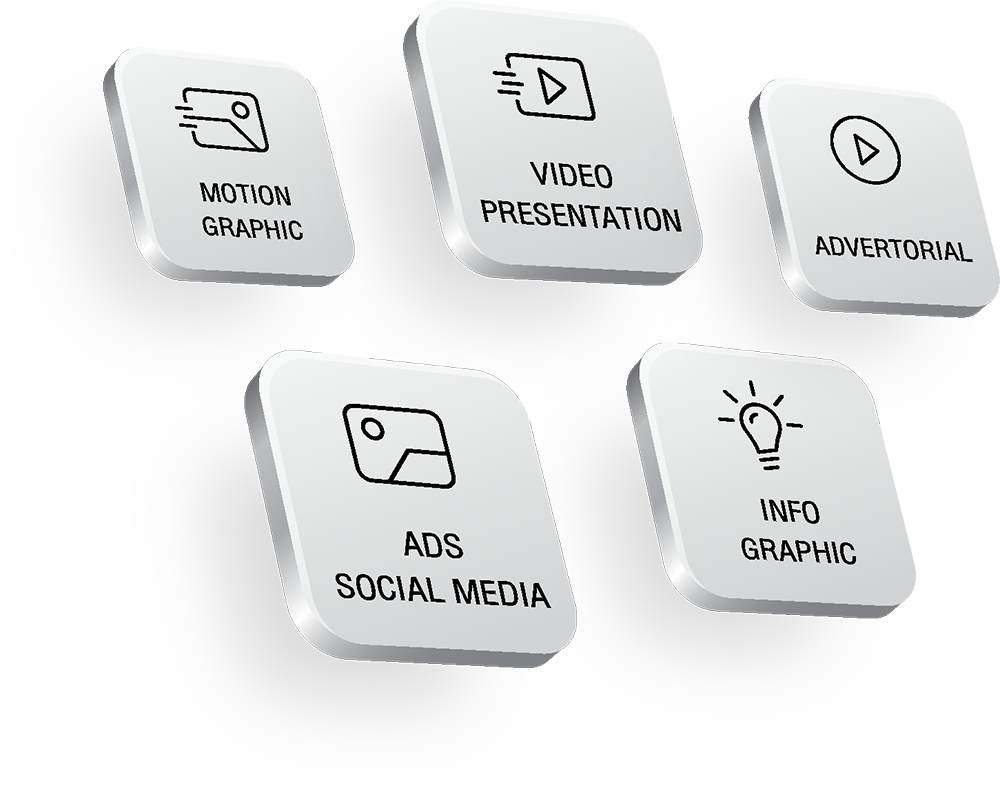 MOTION
GRAPHIC
VIDEO
PRESENTATION
ADVERTORIAL
ADS
SOCIAL MEDIA
INFO
GRAPHIC